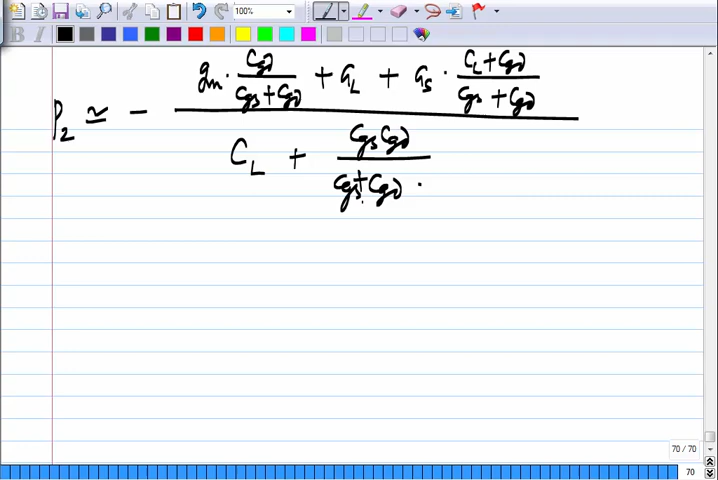 100%
B I
p₂ ≅ - (gm · Cgd/(Cgs+Cgd) + GL + Gs · (CL+Cgd)/(Cgs+Cgd)) / (CL + CgsCgd/(Cgs+Cgd) ·)
70 / 70
70